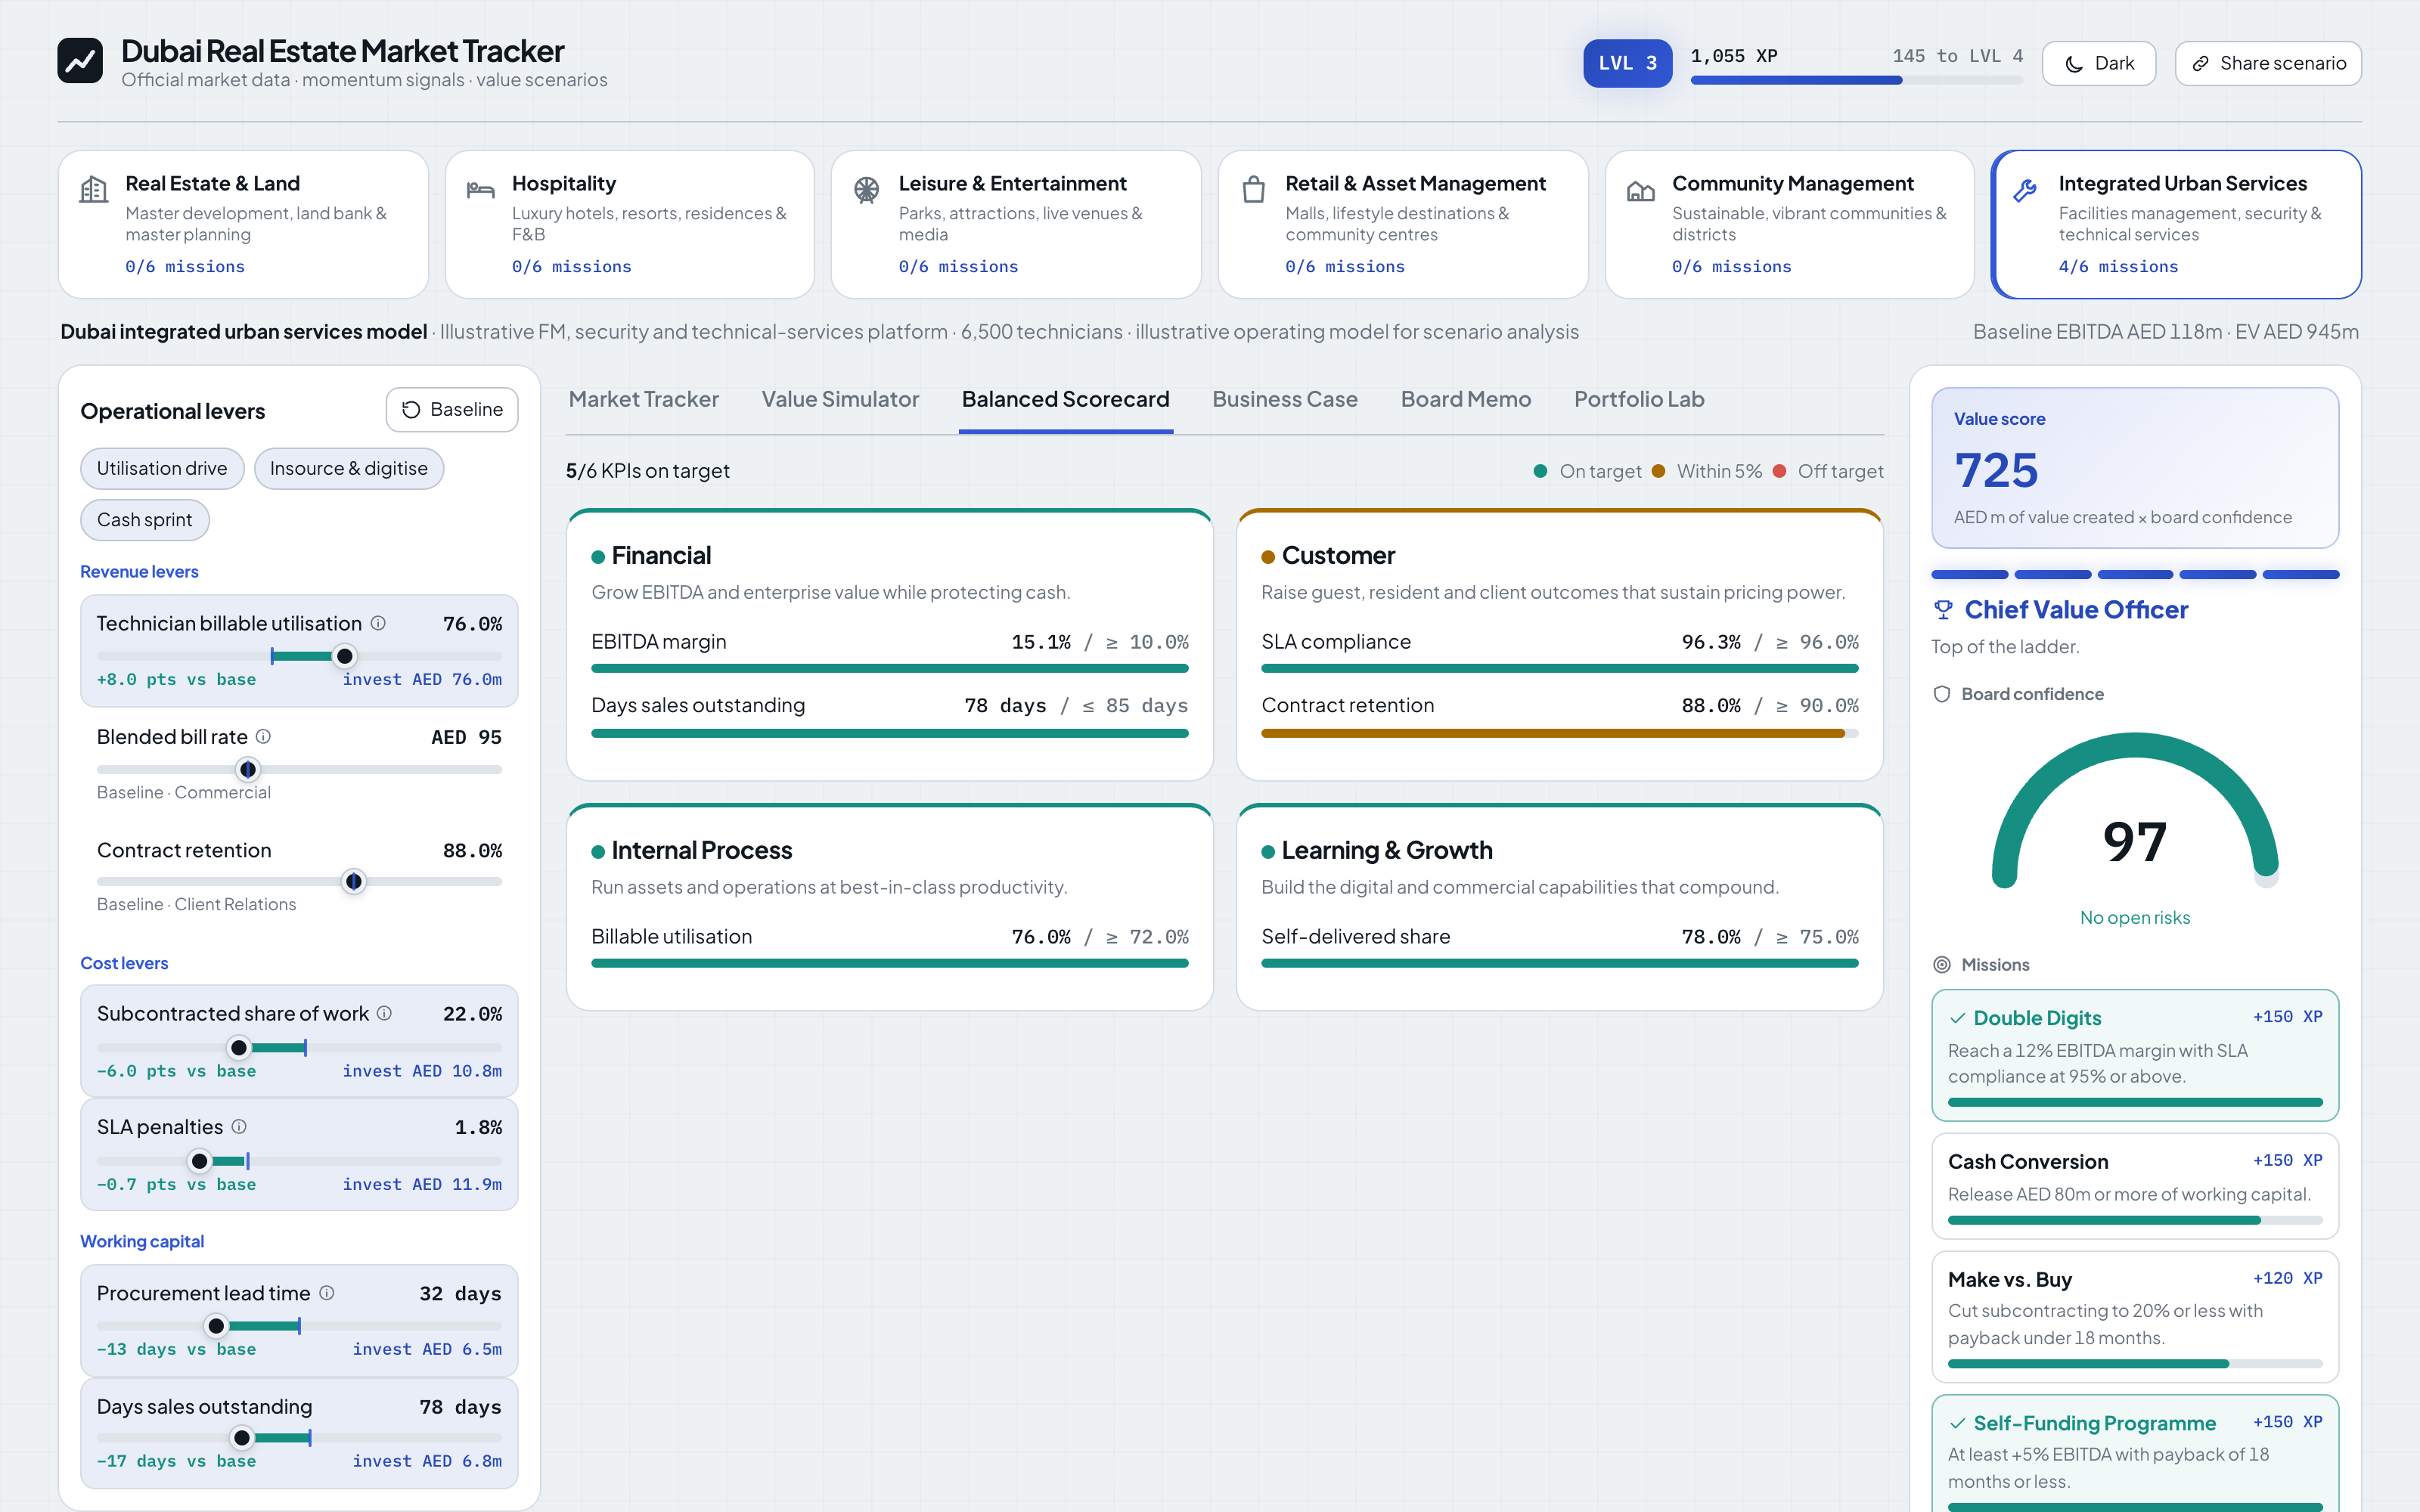 Dubai Real Estate Market Tracker
Official market data · momentum signals · value scenarios
LVL 3
1,055 XP
145 to LVL 4
Dark
Share scenario
Real Estate & Land
Master development, land bank &
master planning
0/6 missions
Hospitality
Luxury hotels, resorts, residences &
F&B
0/6 missions
Leisure & Entertainment
Parks, attractions, live venues &
media
0/6 missions
Retail & Asset Management
Malls, lifestyle destinations &
community centres
0/6 missions
Community Management
Sustainable, vibrant communities &
districts
0/6 missions
Integrated Urban Services
Facilities management, security &
technical services
4/6 missions
Dubai integrated urban services model · Illustrative FM, security and technical-services platform · 6,500 technicians · illustrative operating model for scenario analysis
Baseline EBITDA AED 118m · EV AED 945m
Operational levers
Baseline
Utilisation drive
Insource & digitise
Cash sprint
Revenue levers
Technician billable utilisation 76.0%
+8.0 pts vs base invest AED 76.0m
Blended bill rate AED 95
Baseline · Commercial
Contract retention 88.0%
Baseline · Client Relations
Cost levers
Subcontracted share of work 22.0%
−6.0 pts vs base invest AED 10.8m
SLA penalties 1.8%
−0.7 pts vs base invest AED 11.9m
Working capital
Procurement lead time 32 days
−13 days vs base invest AED 6.5m
Days sales outstanding 78 days
−17 days vs base invest AED 6.8m
Market Tracker
Value Simulator
Balanced Scorecard
Business Case
Board Memo
Portfolio Lab
5/6 KPIs on target
On target
Within 5%
Off target
Financial
Grow EBITDA and enterprise value while protecting cash.
EBITDA margin 15.1% / ≥ 10.0%
Days sales outstanding 78 days / ≤ 85 days
Customer
Raise guest, resident and client outcomes that sustain pricing power.
SLA compliance 96.3% / ≥ 96.0%
Contract retention 88.0% / ≥ 90.0%
Internal Process
Run assets and operations at best-in-class productivity.
Billable utilisation 76.0% / ≥ 72.0%
Learning & Growth
Build the digital and commercial capabilities that compound.
Self-delivered share 78.0% / ≥ 75.0%
Value score
725
AED m of value created × board confidence
Chief Value Officer
Top of the ladder.
Board confidence
97
No open risks
Missions
Double Digits +150 XP
Reach a 12% EBITDA margin with SLA
compliance at 95% or above.
Cash Conversion +150 XP
Release AED 80m or more of working capital.
Make vs. Buy +120 XP
Cut subcontracting to 20% or less with
payback under 18 months.
Self-Funding Programme +150 XP
At least +5% EBITDA with payback of 18
months or less.